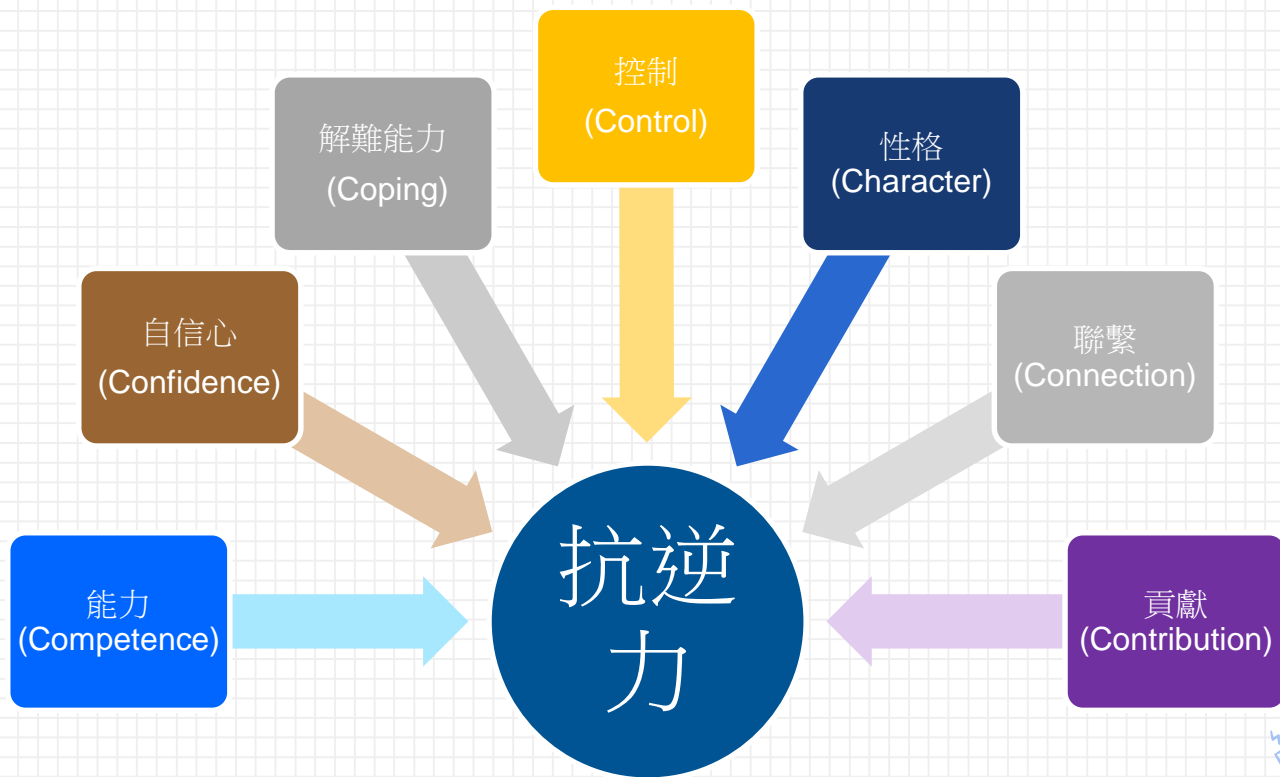 控制
(Control)
解難能力
(Coping)
性格
(Character)
自信心
(Confidence)
聯繫
(Connection)
能力
(Competence)
抗逆
力
貢獻
(Contribution)